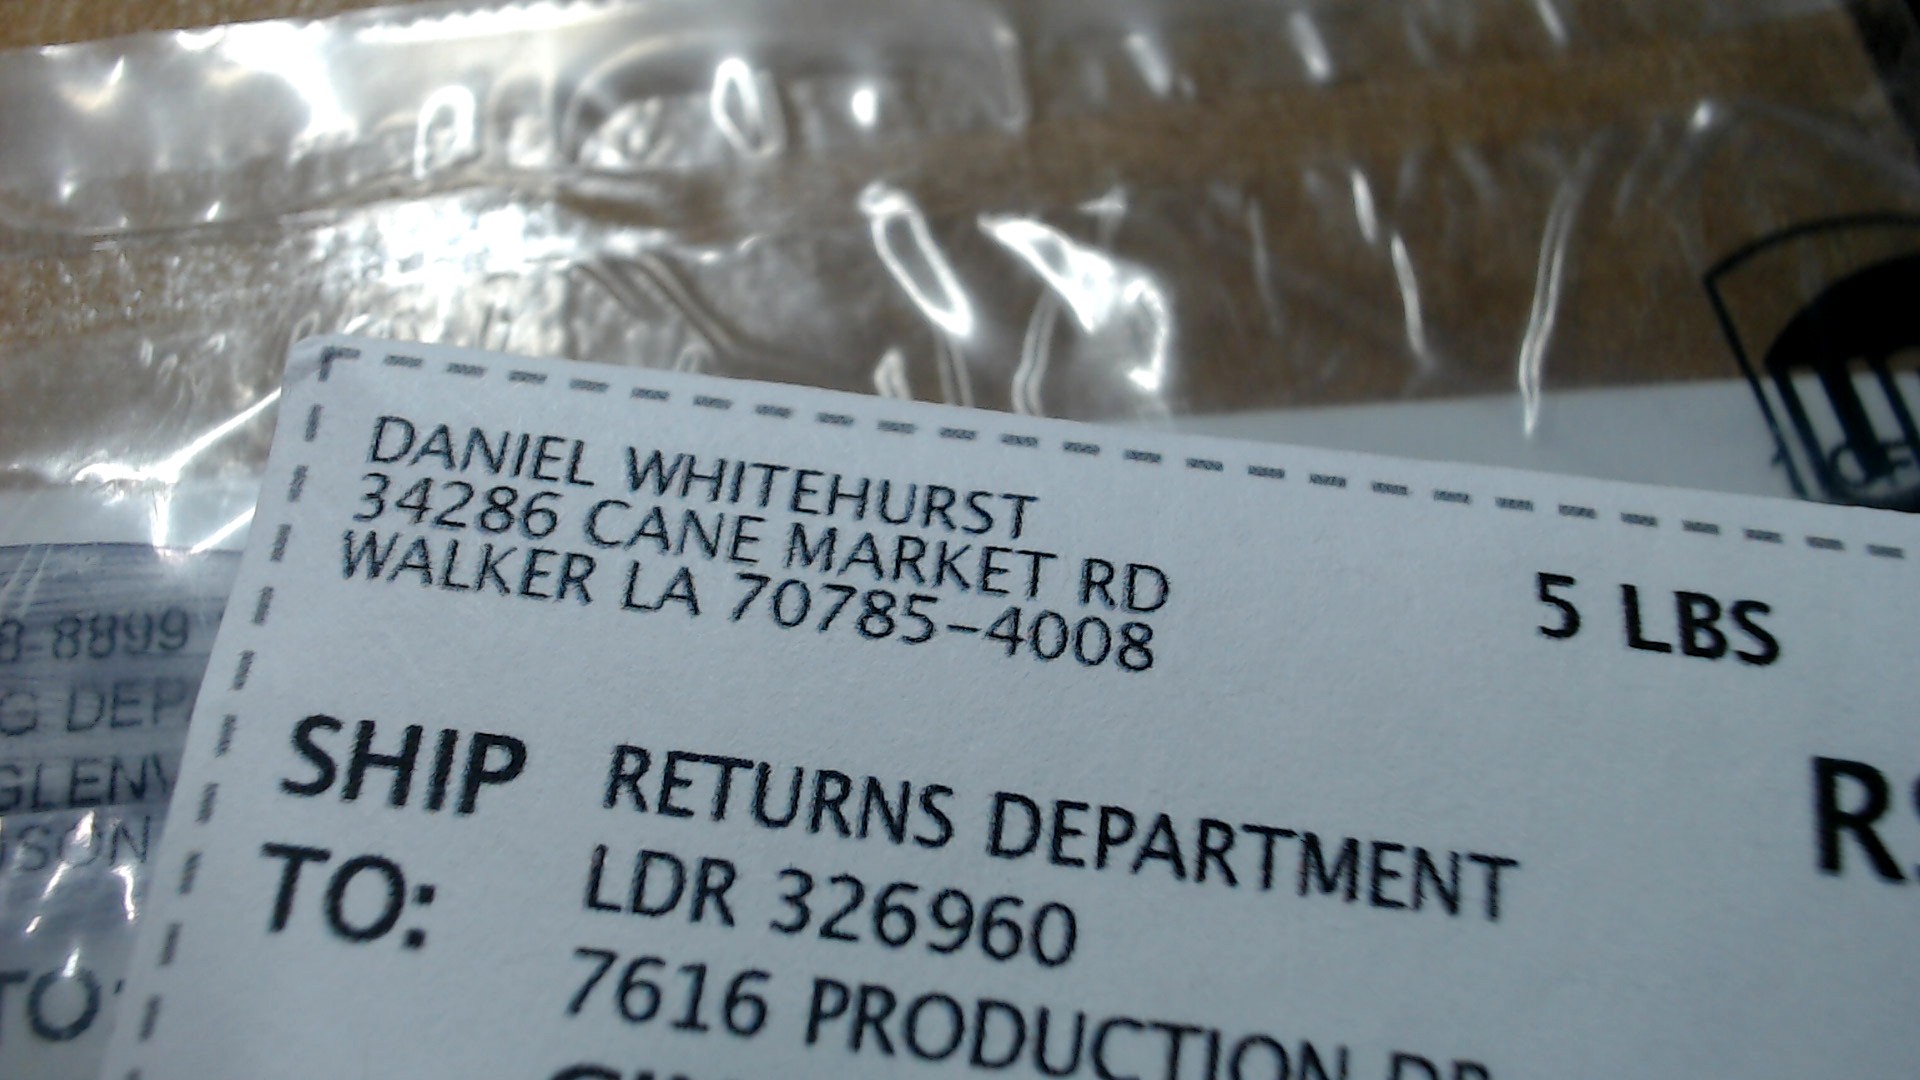 DANIEL WHITEHURST
34286 CANE MARKET RD
WALKER LA 70785-4008
5 LBS
SHIP TO:
RETURNS DEPARTMENT
LDR 326960
7616 PRODUCTION DR
8-8899